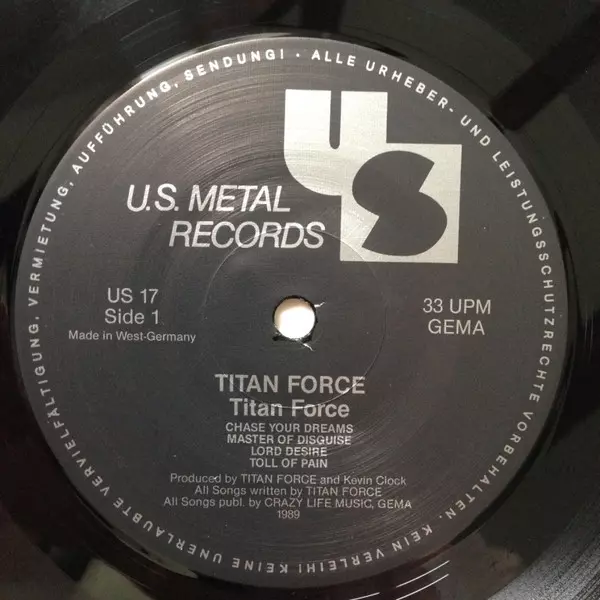 ALLE URHEBER- UND LEISTUNGSSCHUTZRECHTE VORBEHALTEN. KEIN VERLEIH! KEINE UNERLAUBTE VERVIELFÄLTIGUNG, VERMIETUNG, AUFFÜHRUNG, SENDUNG! ·
US
U.S. METAL
RECORDS
US 17
Side 1
Made in West-Germany
33 UPM
GEMA
TITAN FORCE
Titan Force
CHASE YOUR DREAMS
MASTER OF DISGUISE
LORD DESIRE
TOLL OF PAIN
Produced by TITAN FORCE and Kevin Clock
All Songs written by TITAN FORCE
All Songs publ. by CRAZY LIFE MUSIC, GEMA
1989